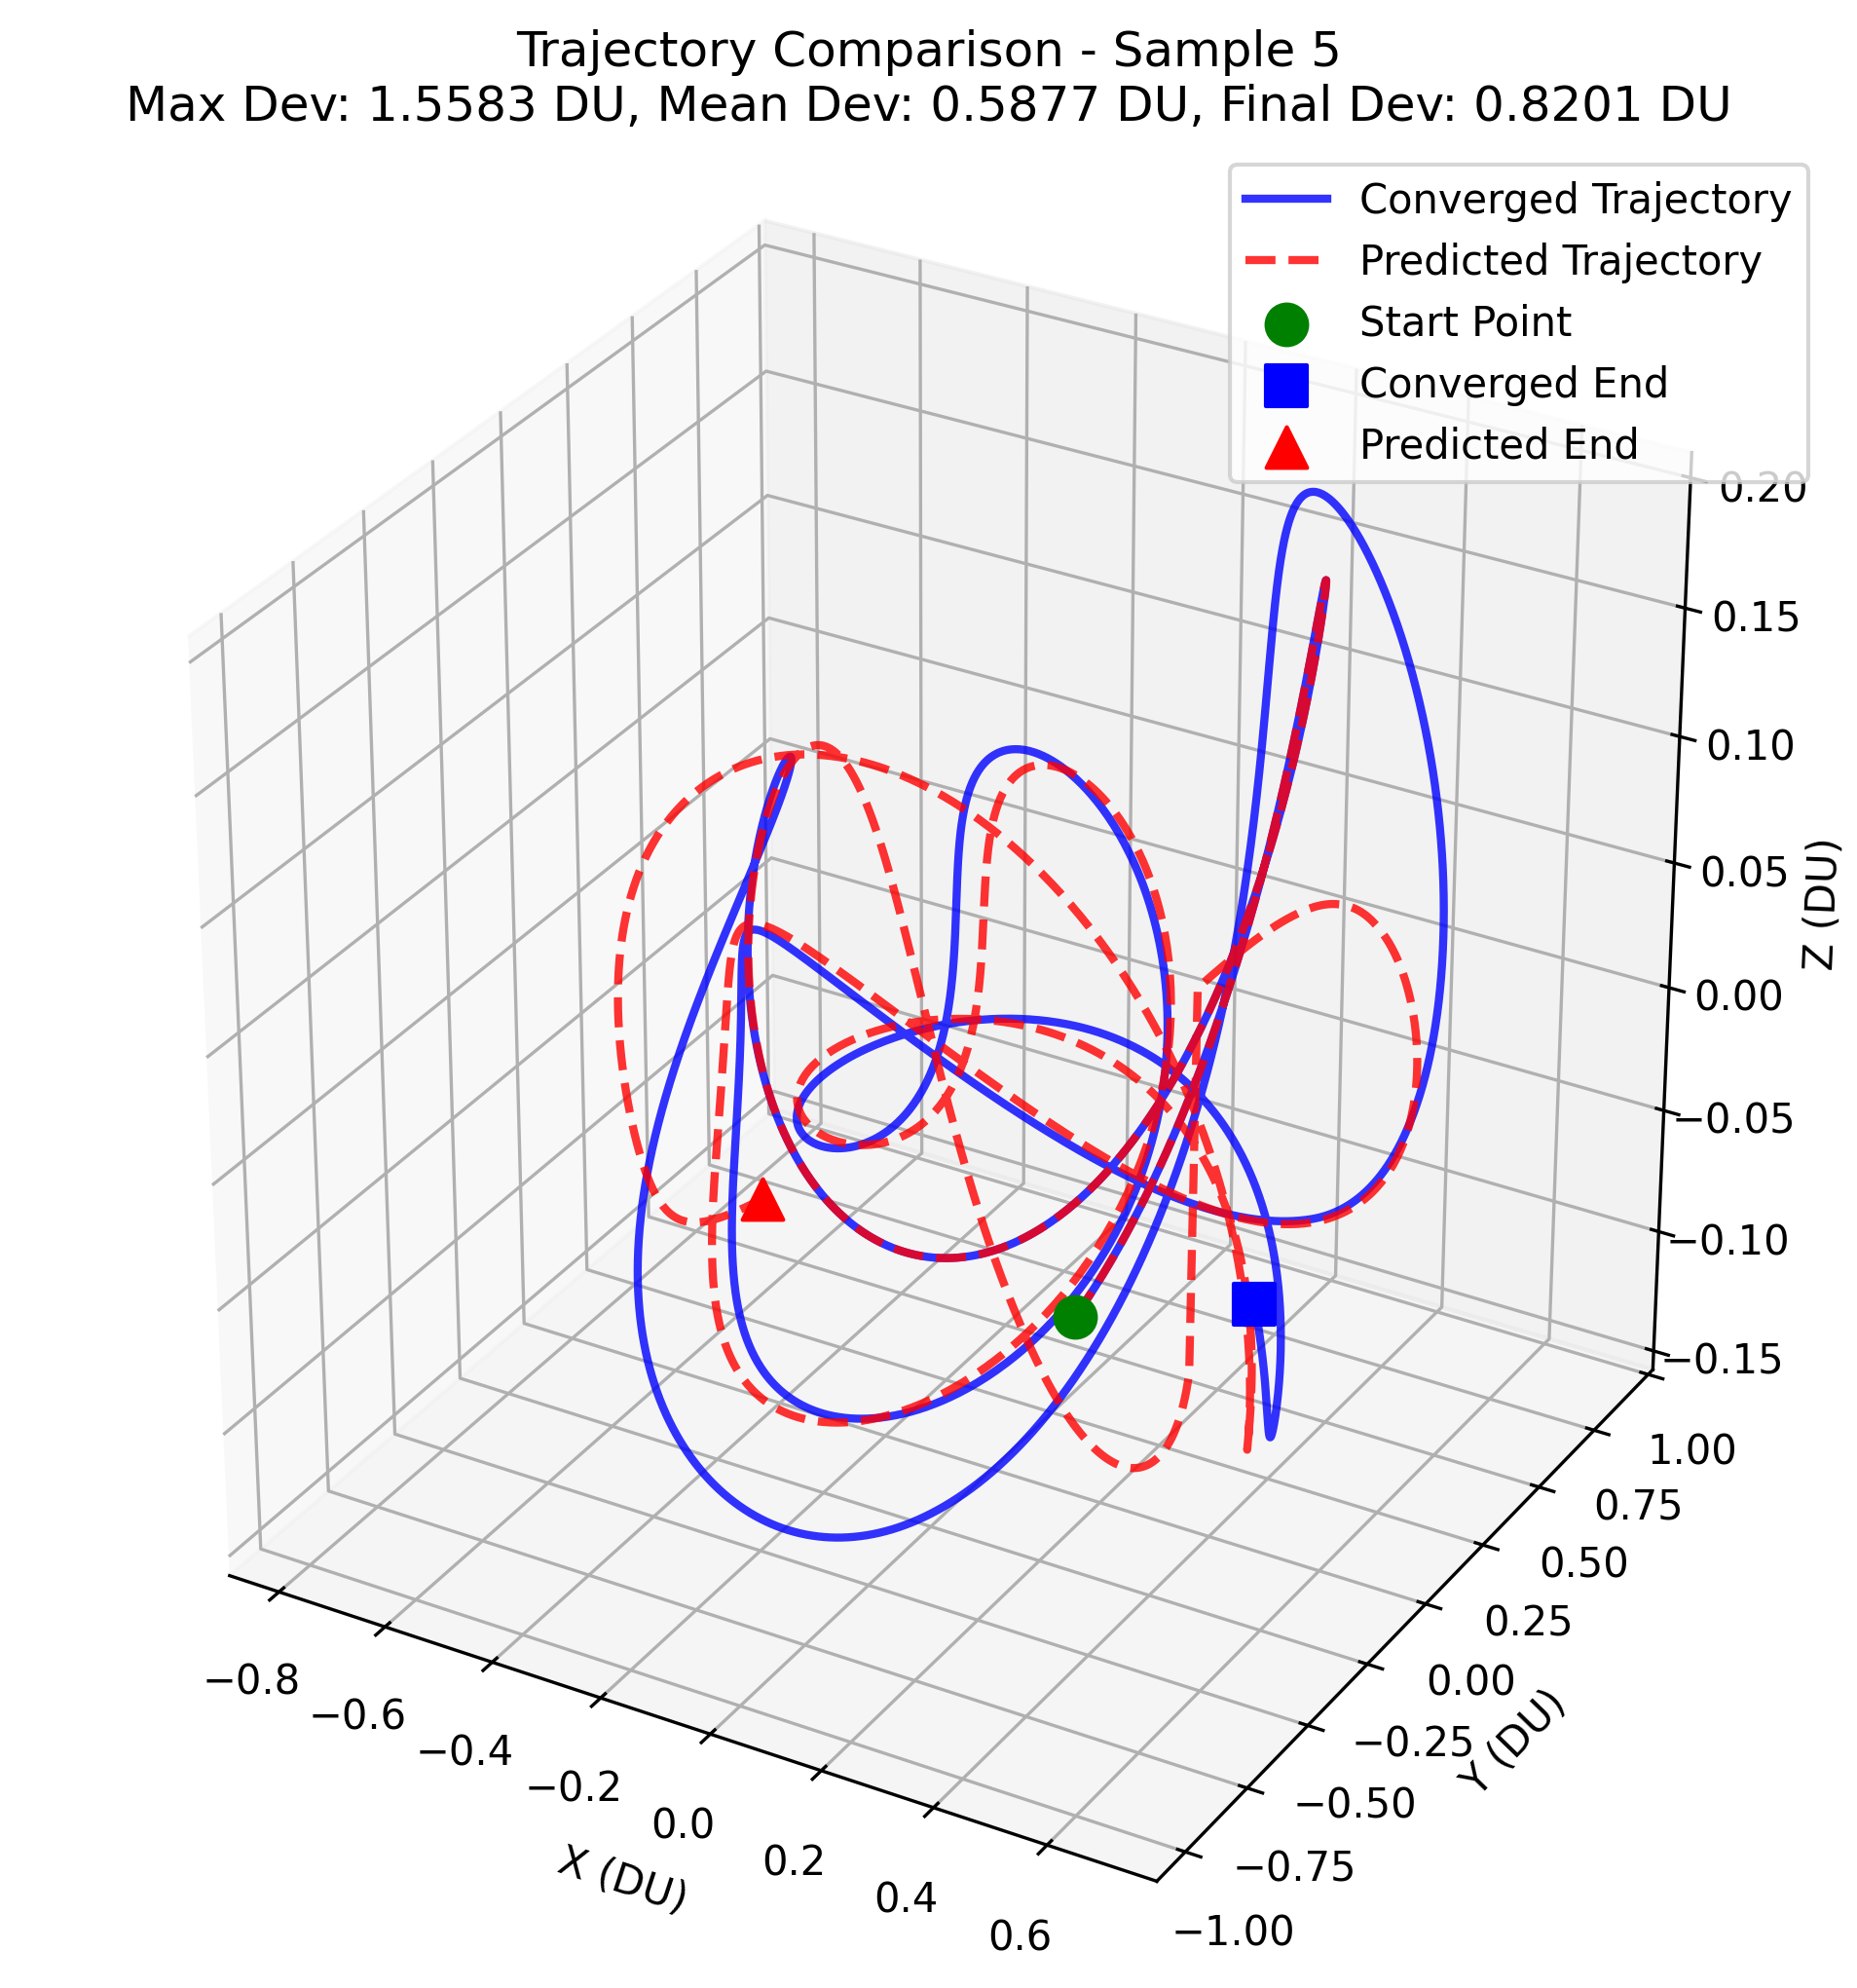 Trajectory Comparison - Sample 5
Max Dev: 1.5583 DU, Mean Dev: 0.5877 DU, Final Dev: 0.8201 DU
Converged Trajectory
Predicted Trajectory
Start Point
Converged End
Predicted End
0.20
0.15
0.10
0.05
0.00
−0.05
−0.10
−0.15
Z (DU)
1.00
0.75
0.50
0.25
0.00
−0.25
−0.50
−0.75
−1.00
Y (DU)
−0.8
−0.6
−0.4
−0.2
0.0
0.2
0.4
0.6
X (DU)